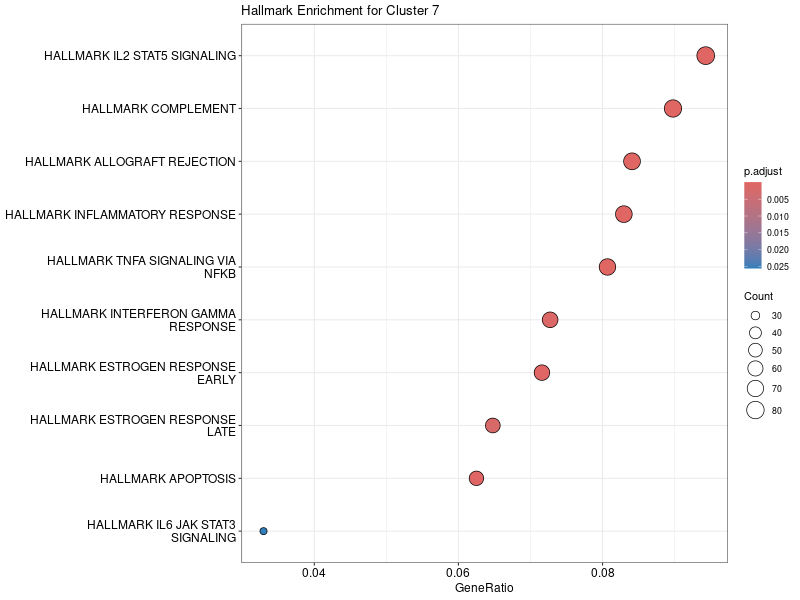 Hallmark Enrichment for Cluster 7
HALLMARK IL2 STAT5 SIGNALING
HALLMARK COMPLEMENT
HALLMARK ALLOGRAFT REJECTION
HALLMARK INFLAMMATORY RESPONSE
HALLMARK TNFA SIGNALING VIA
NFKB
HALLMARK INTERFERON GAMMA
RESPONSE
HALLMARK ESTROGEN RESPONSE
EARLY
HALLMARK ESTROGEN RESPONSE
LATE
HALLMARK APOPTOSIS
HALLMARK IL6 JAK STAT3
SIGNALING
0.04
0.06
0.08
GeneRatio
p.adjust
0.005
0.010
0.015
0.020
0.025
Count
30
40
50
60
70
80